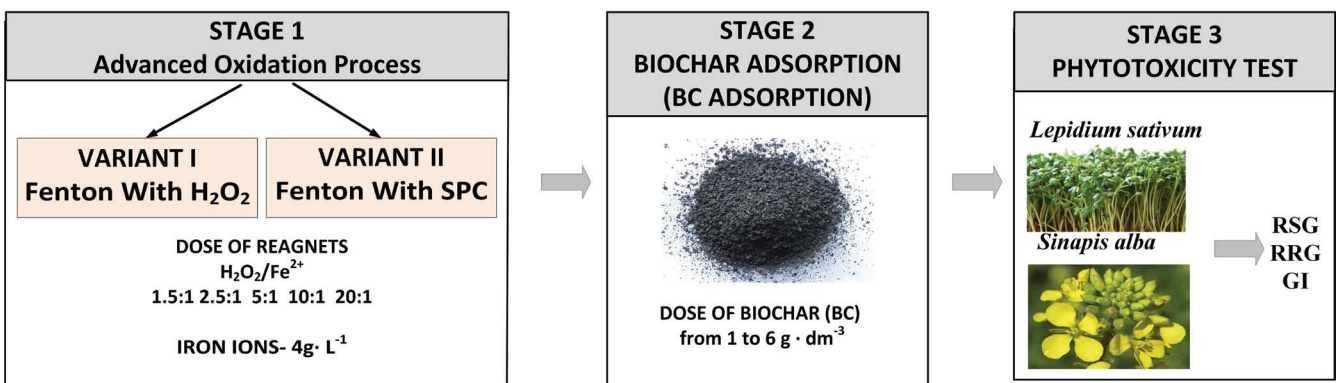 STAGE 1
Advanced Oxidation Process
VARIANT I
Fenton With H₂O₂
VARIANT II
Fenton With SPC
DOSE OF REAGNETS
H₂O₂/Fe²⁺
1.5:1 2.5:1 5:1 10:1 20:1
IRON IONS- 4g· L⁻¹
STAGE 2
BIOCHAR ADSORPTION
(BC ADSORPTION)
2.
DOSE OF BIOCHAR (BC)
from 1 to 6 g · dm⁻³
STAGE 3
PHYTOTOXICITY TEST
Lepidium sativum
Sinapis alba
RSG
RRG
GI